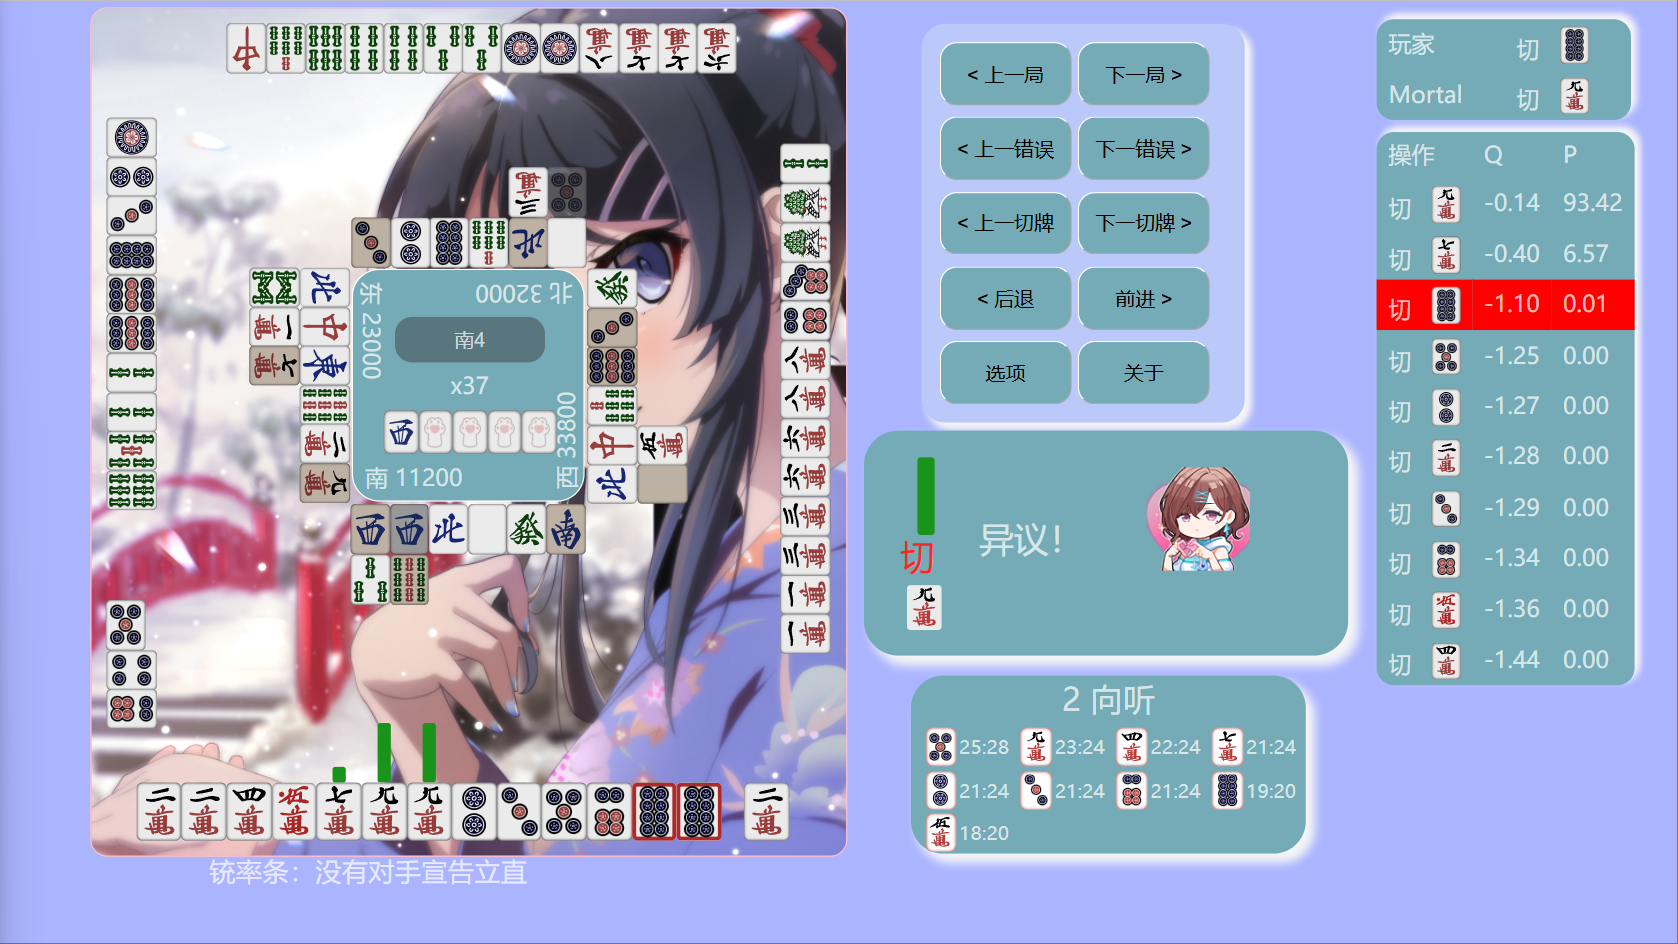 < 上一局
下一局 >
< 上一错误
下一错误 >
< 上一切牌
下一切牌 >
< 后退
前进 >
选项
关于
玩家 切
Mortal 切
操作 Q P
切 -0.14 93.42
切 -0.40 6.57
切 -1.10 0.01
切 -1.25 0.00
切 -1.27 0.00
切 -1.28 0.00
切 -1.29 0.00
切 -1.34 0.00
切 -1.36 0.00
切 -1.44 0.00
北 32000
东 23000
南4
x37
西 33800
南 11200
切
异议！
2 向听
25:28 23:24 22:24 21:24
21:24 21:24 21:24 19:20
18:20
铳率条：没有对手宣告立直